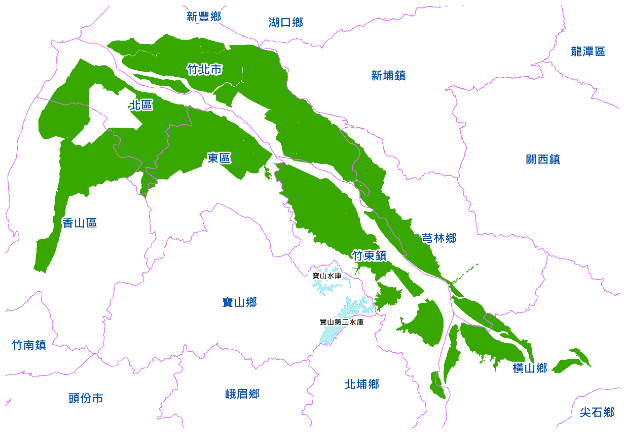 新豐鄉
湖口鄉
龍潭區
竹北市
新埔鎮
北區
東區
關西鎮
香山區
芎林鄉
竹東鎮
寶山水庫
寶山鄉
寶山第二水庫
竹南鎮
橫山鄉
北埔鄉
峨眉鄉
頭份市
尖石鄉